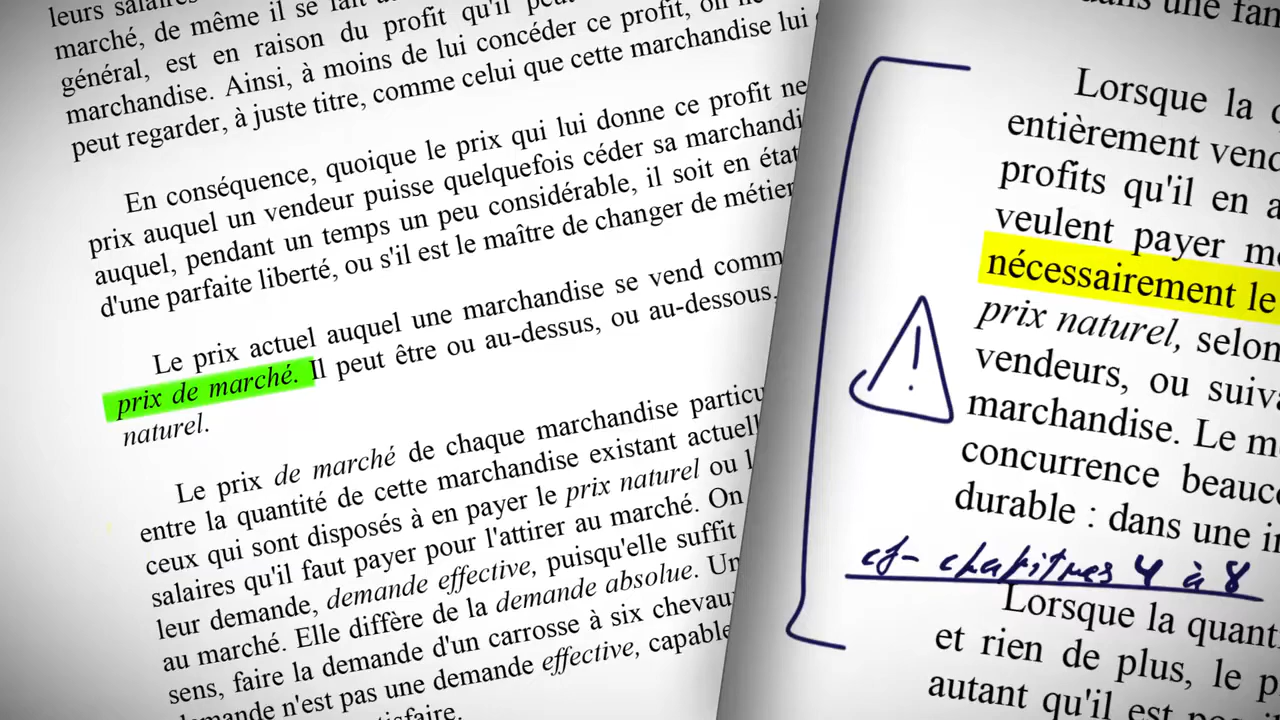 leurs salaires
marché, de même il se fait
général, est en raison du profit qu'il
marchandise. Ainsi, à moins de lui concéder ce profit, on
peut regarder, à juste titre, comme celui que cette marchandise lui
En conséquence, quoique le prix qui lui donne ce profit ne
prix auquel un vendeur puisse quelquefois céder sa marchandi
auquel, pendant un temps un peu considérable, il soit en état
d'une parfaite liberté, ou s'il est le maître de changer de métier
Le prix actuel auquel une marchandise se vend comm
prix de marché. Il peut être ou au-dessus, ou au-dessous,
naturel.
Le prix de marché de chaque marchandise particu
entre la quantité de cette marchandise existant actuell
ceux qui sont disposés à en payer le prix naturel ou l
salaires qu'il faut payer pour l'attirer au marché. On
leur demande, demande effective, puisqu'elle suffit
au marché. Elle diffère de la demande absolue. Un
sens, faire la demande d'un carrosse à six chevau
demande n'est pas une demande effective, capable
satisfaire.
dans une fam
Lorsque la
entièrement vend
profits qu'il en a
veulent payer
nécessairement le
prix naturel, selon
vendeurs, ou suiva
marchandise. Le
concurrence beauco
durable : dans une
cf- chapitres 4 à 8
Lorsque la quanti
et rien de plus, le p
autant qu'il est